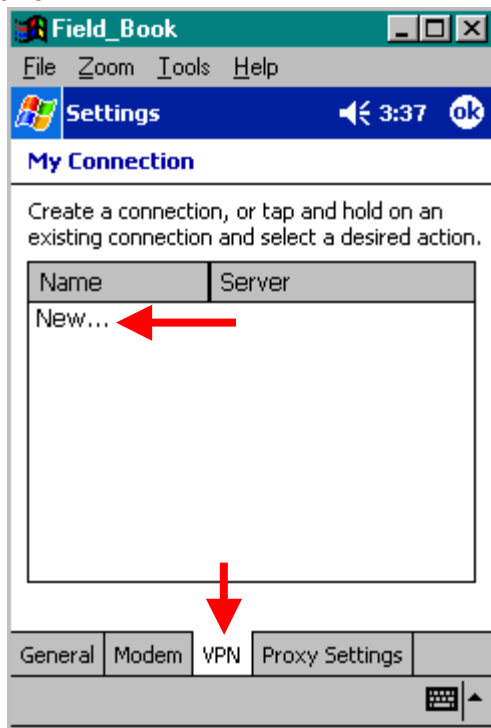 Field_Book
File Zoom Tools Help
Settings 3:37 ok
My Connection
Create a connection, or tap and hold on an
existing connection and select a desired action.
Name Server
New...
General Modem VPN Proxy Settings